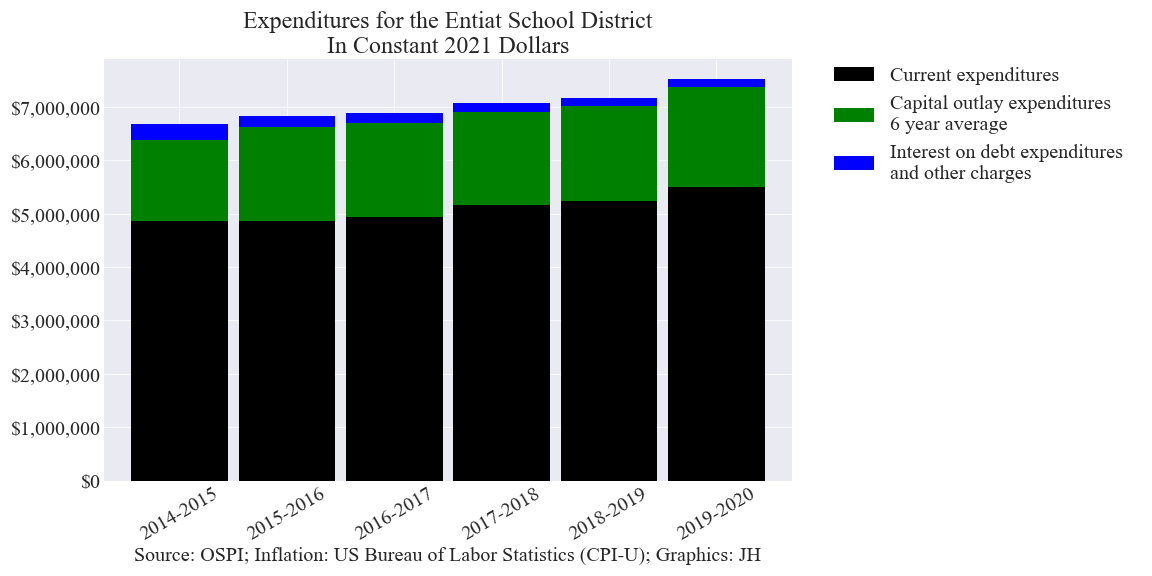 Expenditures for the Entiat School District
In Constant 2021 Dollars
$7,000,000
$6,000,000
$5,000,000
$4,000,000
$3,000,000
$2,000,000
$1,000,000
$0
2014-2015
2015-2016
2016-2017
2017-2018
2018-2019
2019-2020
Source: OSPI; Inflation: US Bureau of Labor Statistics (CPI-U); Graphics: JH
Current expenditures
Capital outlay expenditures
6 year average
Interest on debt expenditures
and other charges